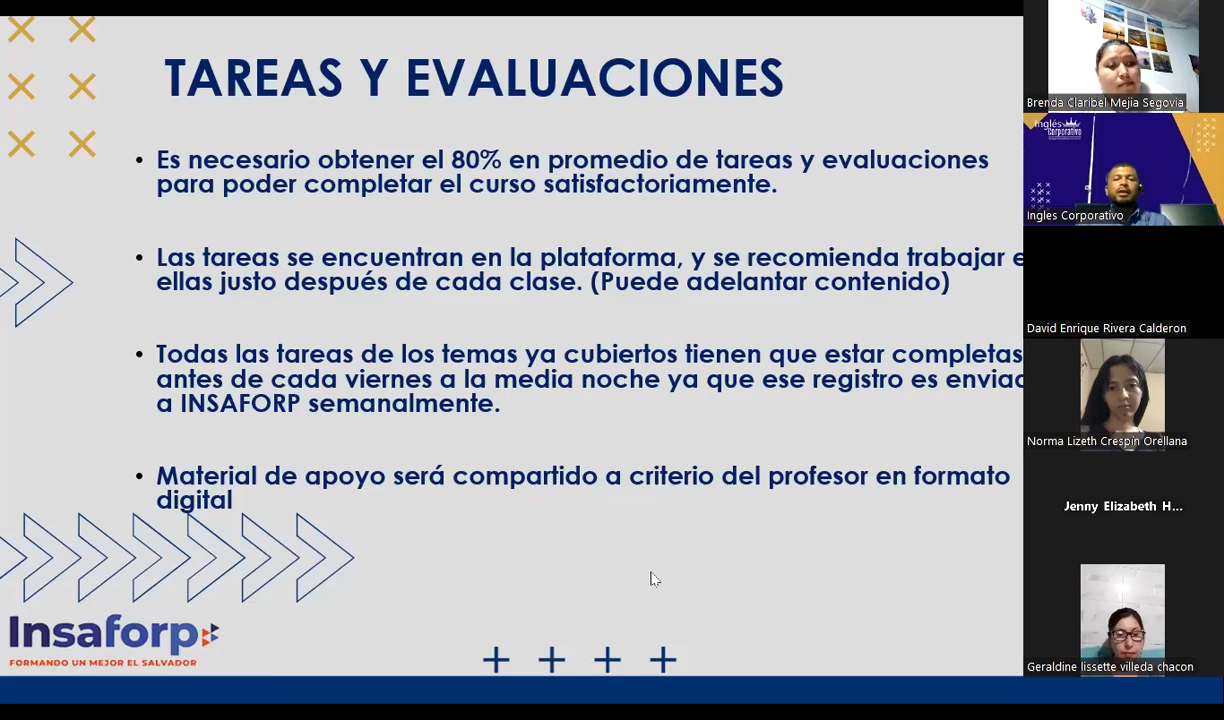 TAREAS Y EVALUACIONES
• Es necesario obtener el 80% en promedio de tareas y evaluaciones
para poder completar el curso satisfactoriamente.
• Las tareas se encuentran en la plataforma, y se recomienda trabajar e
ellas justo después de cada clase. (Puede adelantar contenido)
• Todas las tareas de los temas ya cubiertos tienen que estar completas
antes de cada viernes a la media noche ya que ese registro es enviad
a INSAFORP semanalmente.
• Material de apoyo será compartido a criterio del profesor en formato
digital
Insaforp
FORMANDO UN MEJOR EL SALVADOR
Brenda Claribel Mejia Segovia
Inglés
Corporativo
Ingles Corporativo
David Enrique Rivera Calderon
Norma Lizeth Crespin Orellana
Jenny Elizabeth H...
Geraldine lissette villeda chacon